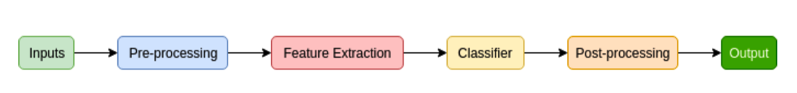 Inputs
Pre-processing
Feature Extraction
Classifier
Post-processing
Output